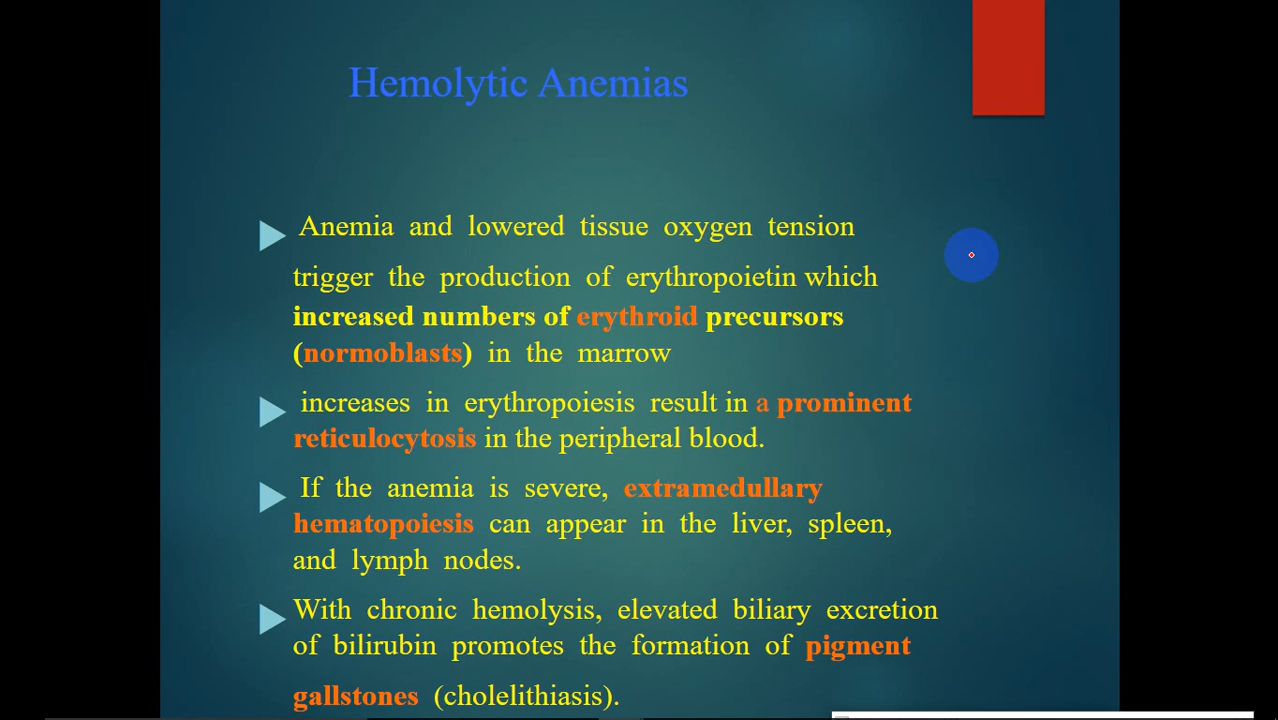 Hemolytic Anemias
Anemia and lowered tissue oxygen tension
trigger the production of erythropoietin which
increased numbers of erythroid precursors
(normoblasts) in the marrow
increases in erythropoiesis result in a prominent
reticulocytosis in the peripheral blood.
If the anemia is severe, extramedullary
hematopoiesis can appear in the liver, spleen,
and lymph nodes.
With chronic hemolysis, elevated biliary excretion
of bilirubin promotes the formation of pigment
gallstones (cholelithiasis).